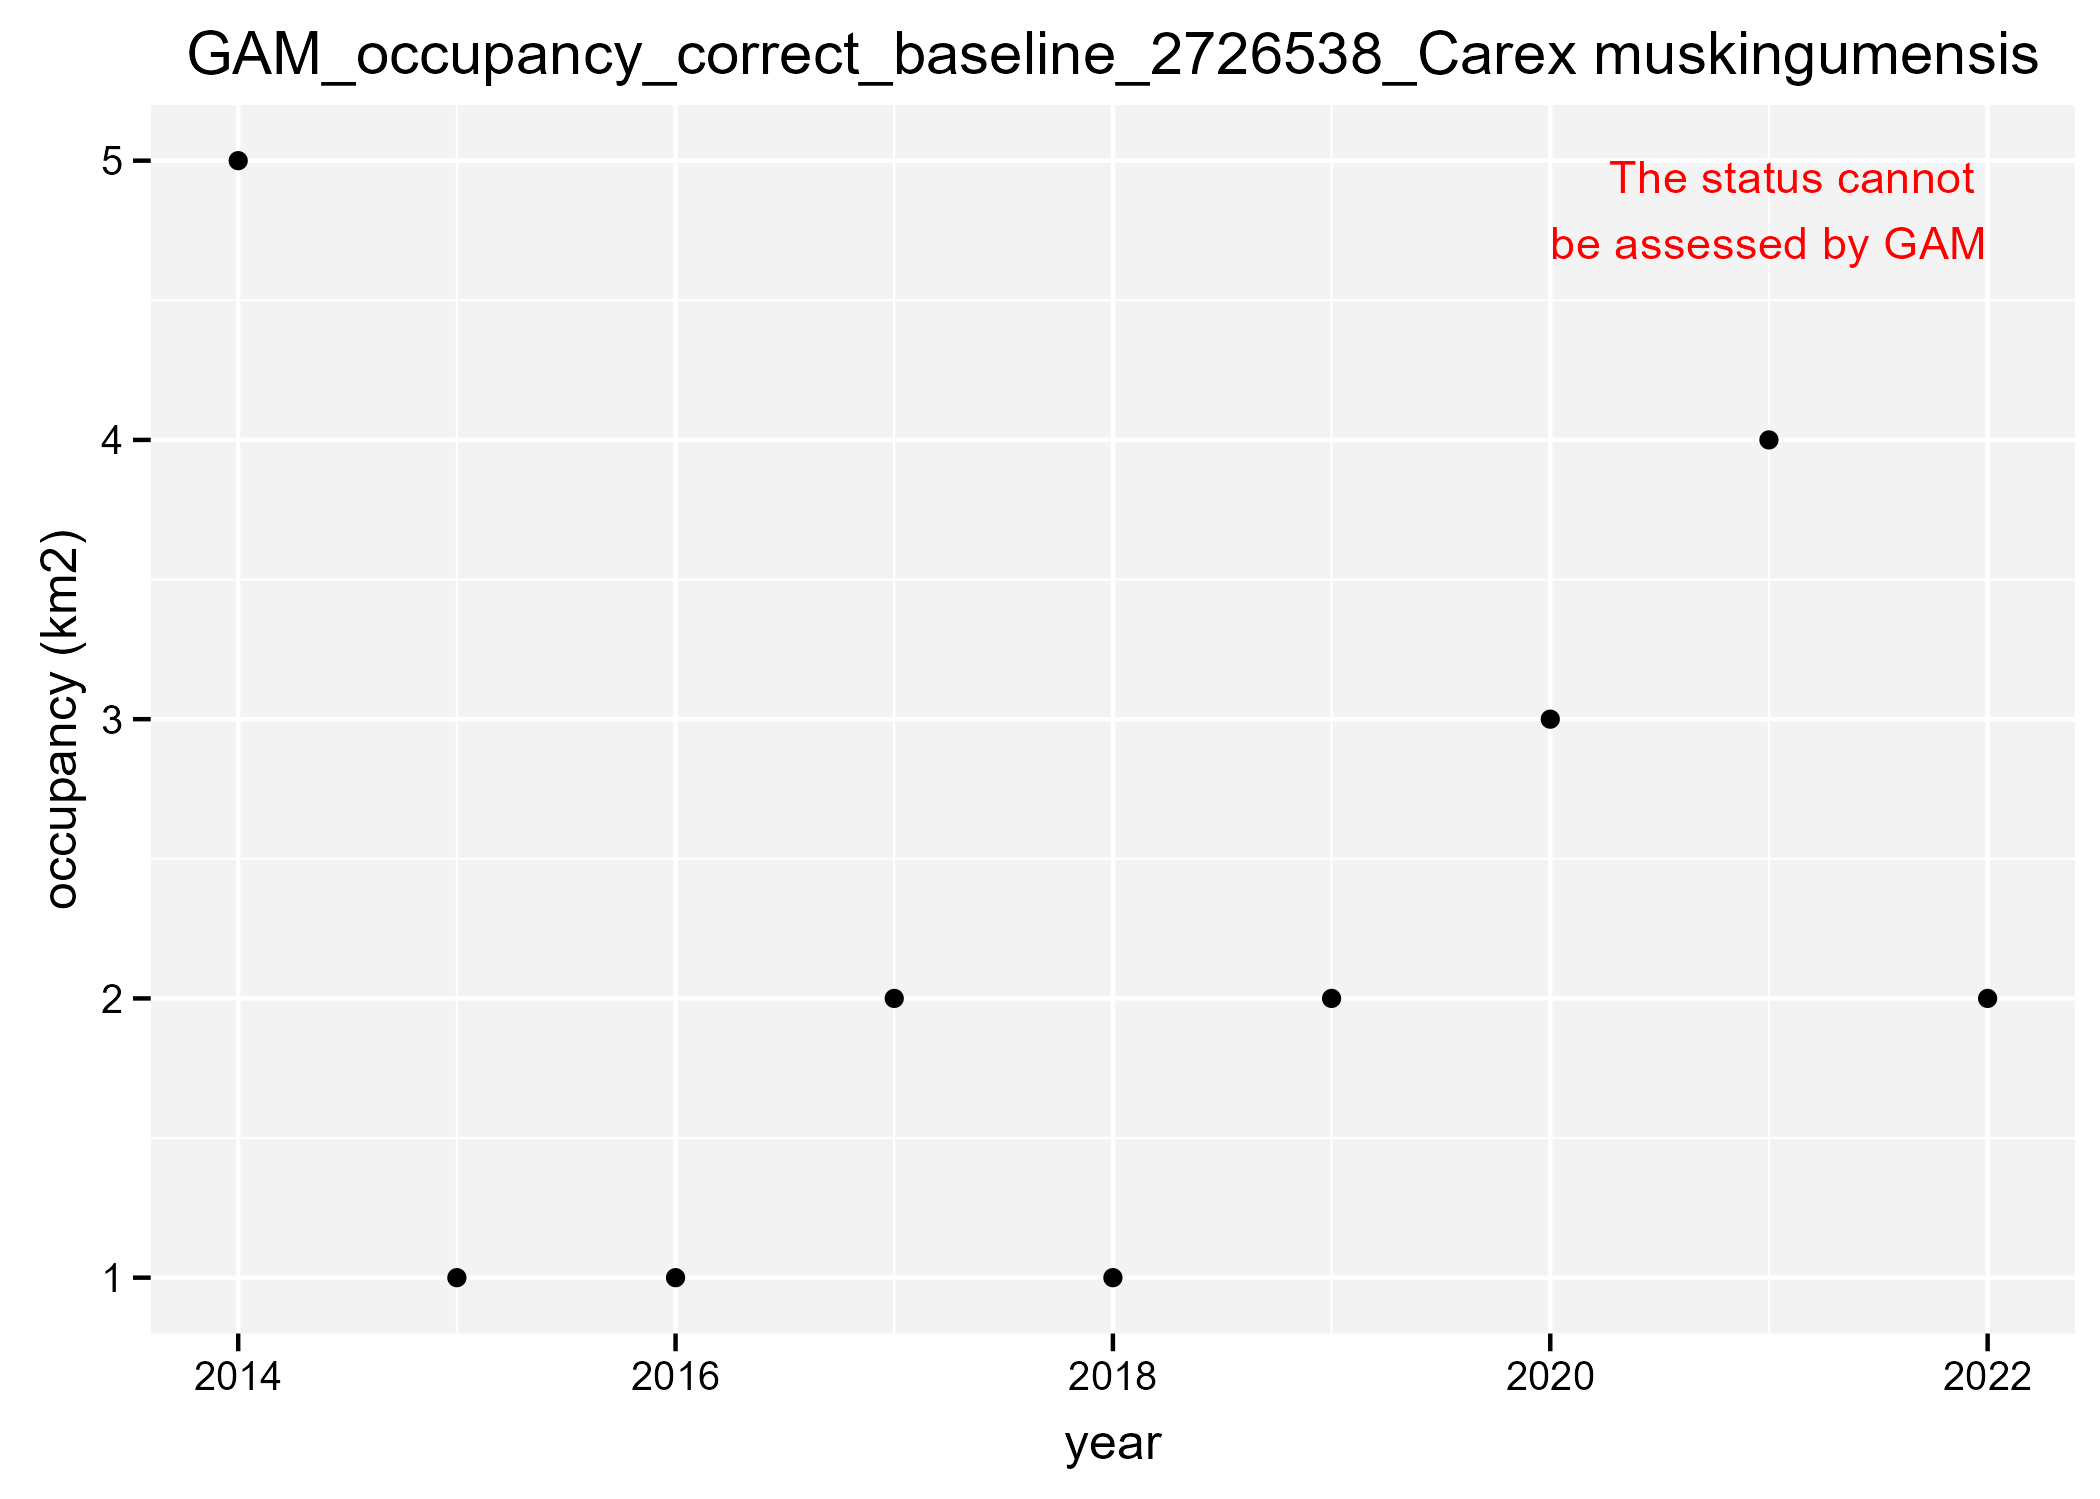 GAM_occupancy_correct_baseline_2726538_Carex muskingumensis
The status cannot
be assessed by GAM
occupancy (km2)
5
4
3
2
1
2014
2016
2018
2020
2022
year